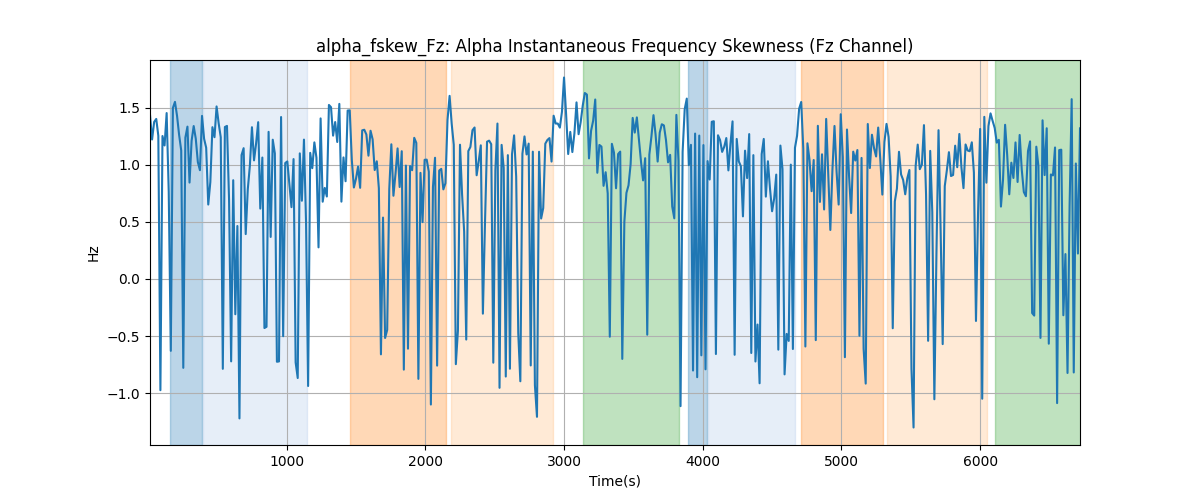 alpha_fskew_Fz: Alpha Instantaneous Frequency Skewness (Fz Channel)
Hz
1.5
1.0
0.5
0.0
−0.5
−1.0
1000 2000 3000 4000 5000 6000
Time(s)